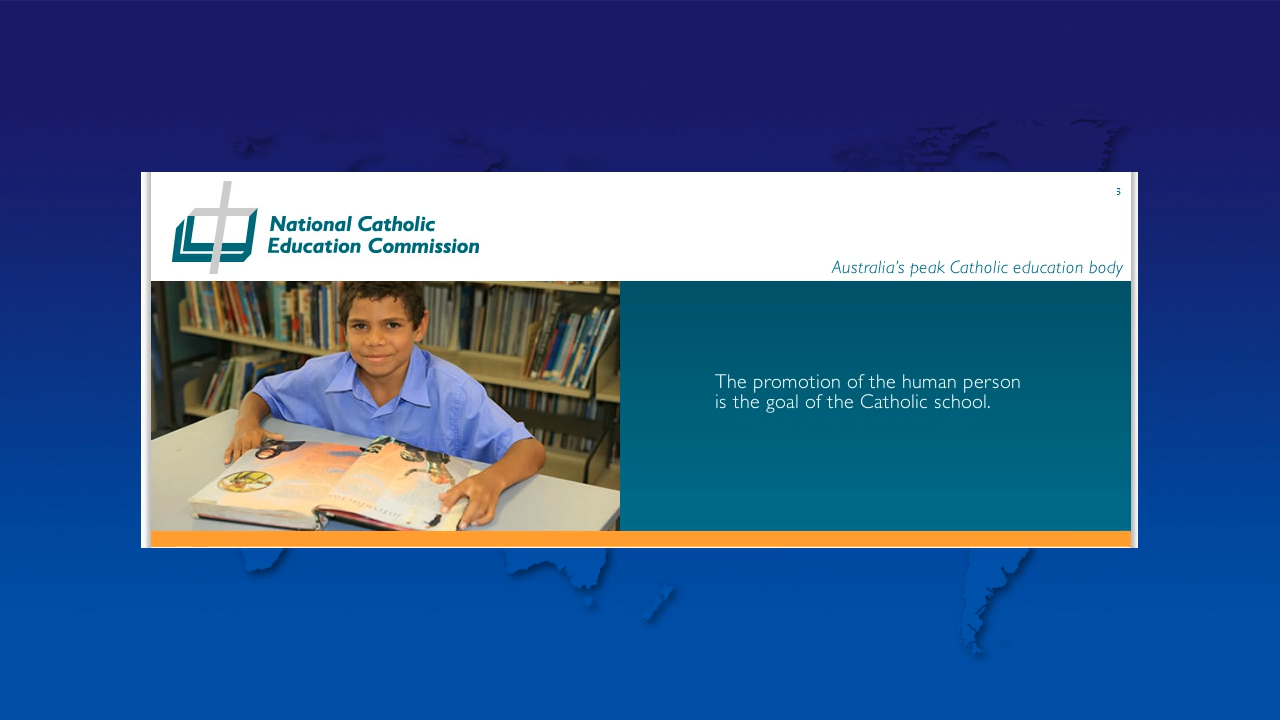 s
National Catholic
Education Commission
Australia's peak Catholic education body
The promotion of the human person
is the goal of the Catholic school.